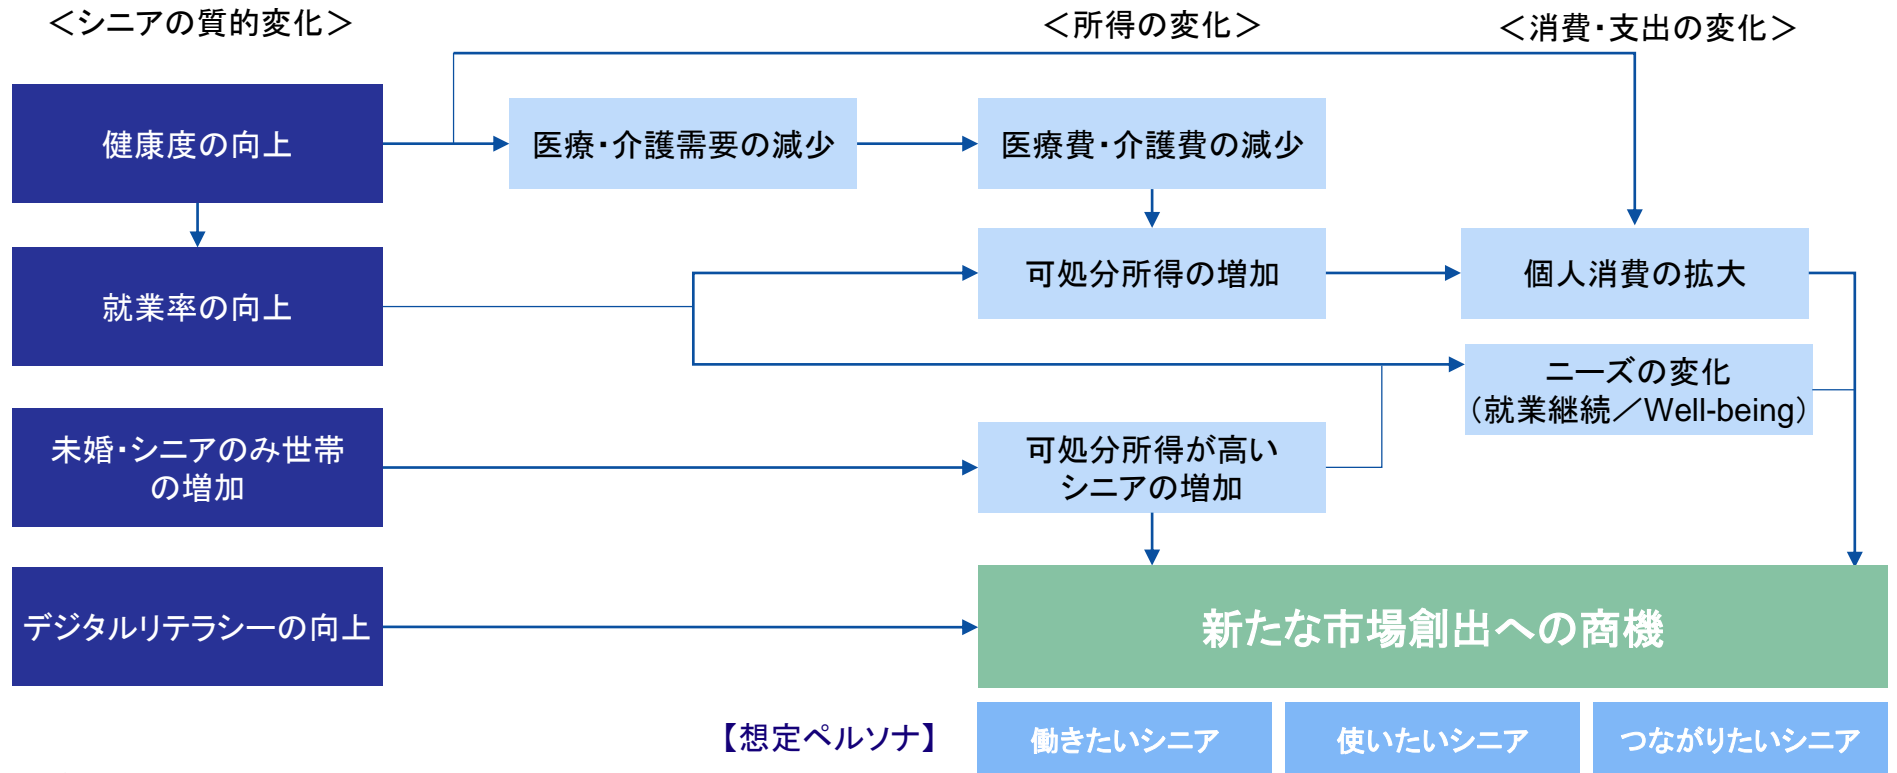 ＜シニアの質的変化＞
＜所得の変化＞
＜消費・支出の変化＞
健康度の向上
医療・介護需要の減少
医療費・介護費の減少
就業率の向上
可処分所得の増加
個人消費の拡大
ニーズの変化
（就業継続／Well-being）
未婚・シニアのみ世帯
の増加
可処分所得が高い
シニアの増加
デジタルリテラシーの向上
新たな市場創出への商機
【想定ペルソナ】
働きたいシニア
使いたいシニア
つながりたいシニア